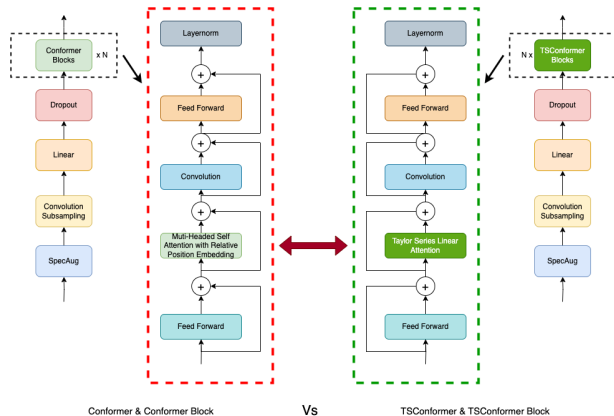 Conformer
Blocks
x N
Dropout
Linear
Convolution
Subsampling
SpecAug
Layernorm
+
Feed Forward
+
Convolution
+
Muti-Headed Self
Attention with Relative
Position Embedding
+
Feed Forward
Layernorm
+
Feed Forward
+
Convolution
+
Taylor Series Linear
Attention
+
Feed Forward
N x
TSConformer
Blocks
Dropout
Linear
Convolution
Subsampling
SpecAug
Conformer & Conformer Block
Vs
TSConformer & TSConformer Block